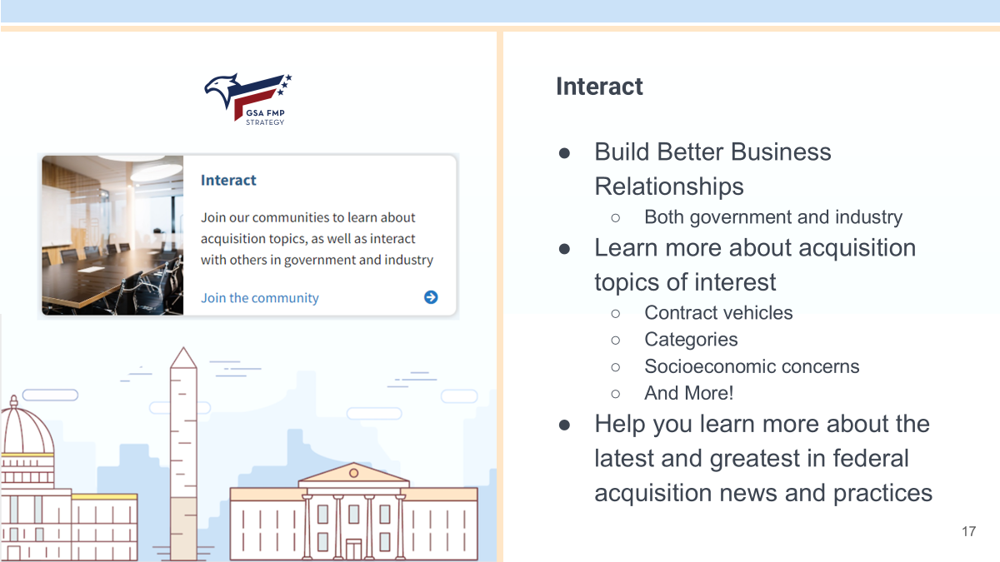 GSA FMP
STRATEGY
Interact
Join our communities to learn about
acquisition topics, as well as interact
with others in government and industry
Join the community
Interact
● Build Better Business
Relationships
○ Both government and industry
● Learn more about acquisition
topics of interest
○ Contract vehicles
○ Categories
○ Socioeconomic concerns
○ And More!
● Help you learn more about the
latest and greatest in federal
acquisition news and practices
17